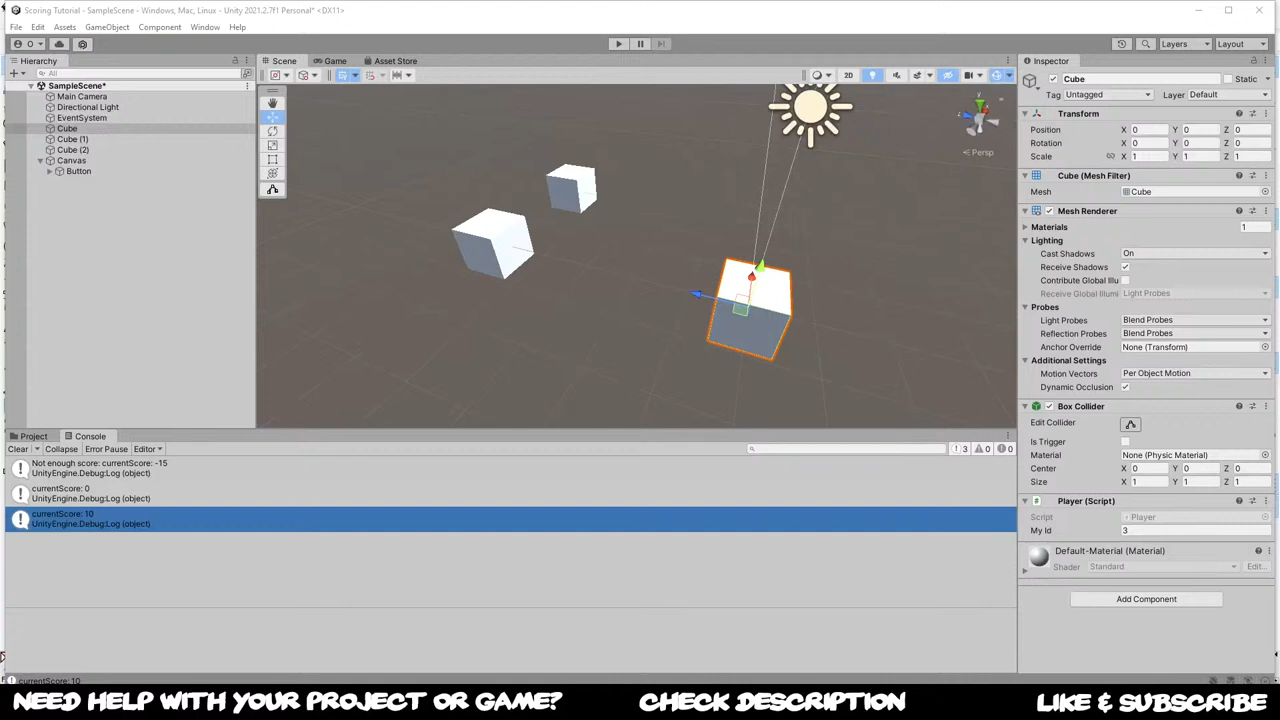 Scoring Tutorial - SampleScene - Windows, Mac, Linux - Unity 2021.2.7f1 Personal* <DX11>
File Edit Assets GameObject Component Window Help
O Layers Layout
Hierarchy
All
SampleScene*
Main Camera
Directional Light
EventSystem
Cube
Cube (1)
Cube (2)
Canvas
Button
Scene Game Asset Store
2D
y
Persp
Inspector
Cube Static
Tag Untagged Layer Default
Transform
Position X 0 Y 0 Z 0
Rotation X 0 Y 0 Z 0
Scale X 1 Y 1 Z 1
Cube (Mesh Filter)
Mesh Cube
Mesh Renderer
Materials 1
Lighting
Cast Shadows On
Receive Shadows
Contribute Global Illu
Receive Global Illumi Light Probes
Probes
Light Probes Blend Probes
Reflection Probes Blend Probes
Anchor Override None (Transform)
Additional Settings
Motion Vectors Per Object Motion
Dynamic Occlusion
Box Collider
Edit Collider
Is Trigger
Material None (Physic Material)
Center X 0 Y 0 Z 0
Size X 1 Y 1 Z 1
Player (Script)
Script Player
My Id 3
Default-Material (Material)
Shader Standard Edit...
Add Component
Project Console
Clear Collapse Error Pause Editor 3 0 0
Not enough score: currentScore: -15
UnityEngine.Debug:Log (object)
currentScore: 0
UnityEngine.Debug:Log (object)
currentScore: 10
UnityEngine.Debug:Log (object)
currentScore: 10
NEED HELP WITH YOUR PROJECT OR GAME? CHECK DESCRIPTION LIKE & SUBSCRIBE